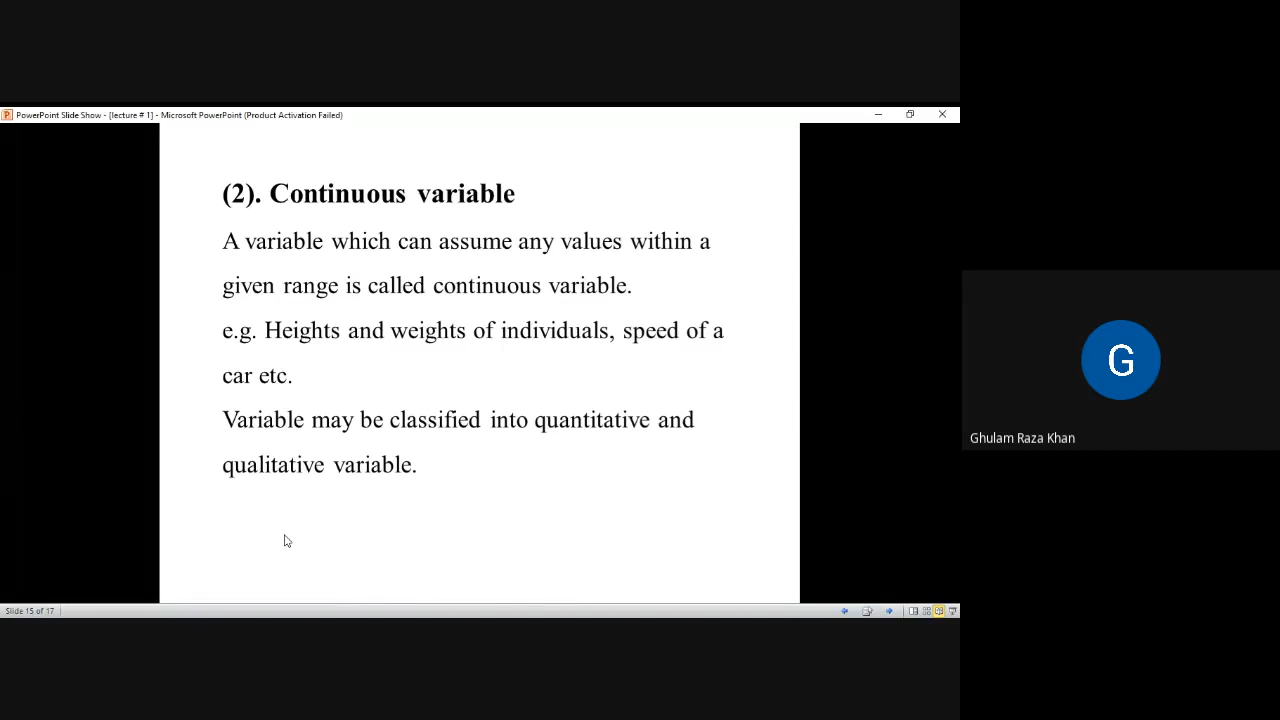 PowerPoint Slide Show - [lecture # 1] - Microsoft PowerPoint (Product Activation Failed)
(2). Continuous variable
A variable which can assume any values within a
given range is called continuous variable.
e.g. Heights and weights of individuals, speed of a
car etc.
Variable may be classified into quantitative and
qualitative variable.
G
Ghulam Raza Khan
Slide 15 of 17